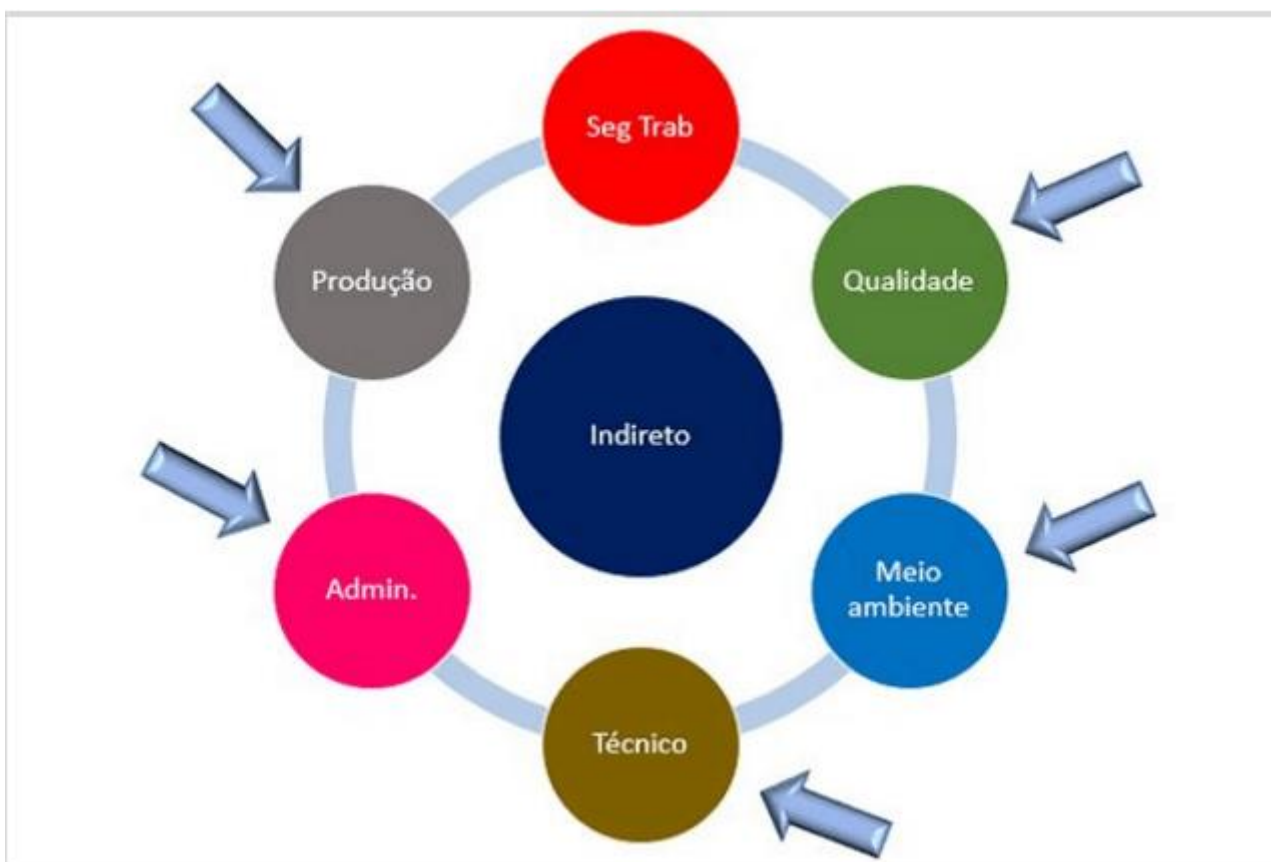 Seg Trab
Produção
Qualidade
Indireto
Admin.
Meio
ambiente
Técnico